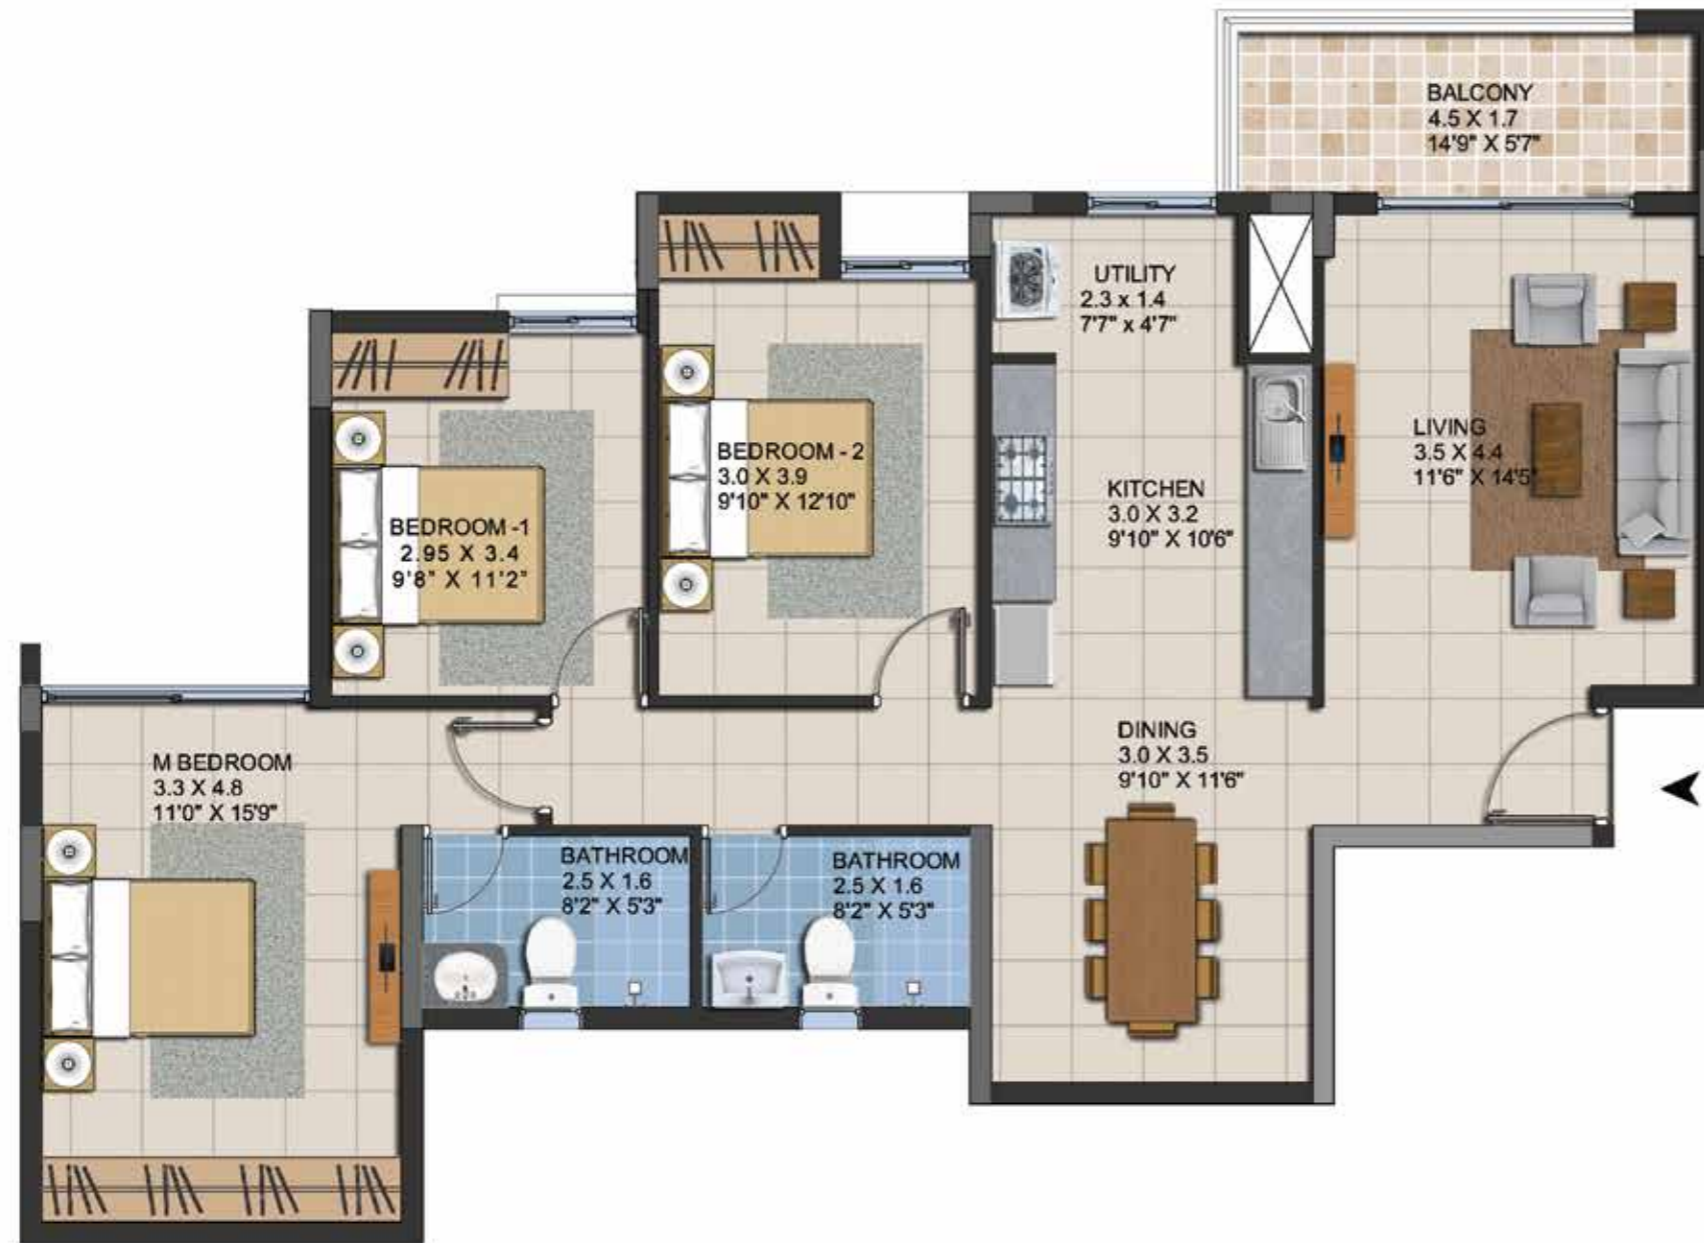 BALCONY
4.5 X 1.7
14'9" X 5'7"
UTILITY
2.3 x 1.4
7'7" x 4'7"
LIVING
3.5 X 4.4
11'6" X 14'5"
BEDROOM - 2
3.0 X 3.9
9'10" X 12'10"
KITCHEN
3.0 X 3.2
9'10" X 10'6"
BEDROOM -1
2.95 X 3.4
9'8" X 11'2"
DINING
3.0 X 3.5
9'10" X 11'6"
M BEDROOM
3.3 X 4.8
11'0" X 15'9"
BATHROOM
2.5 X 1.6
8'2" X 5'3"
BATHROOM
2.5 X 1.6
8'2" X 5'3"